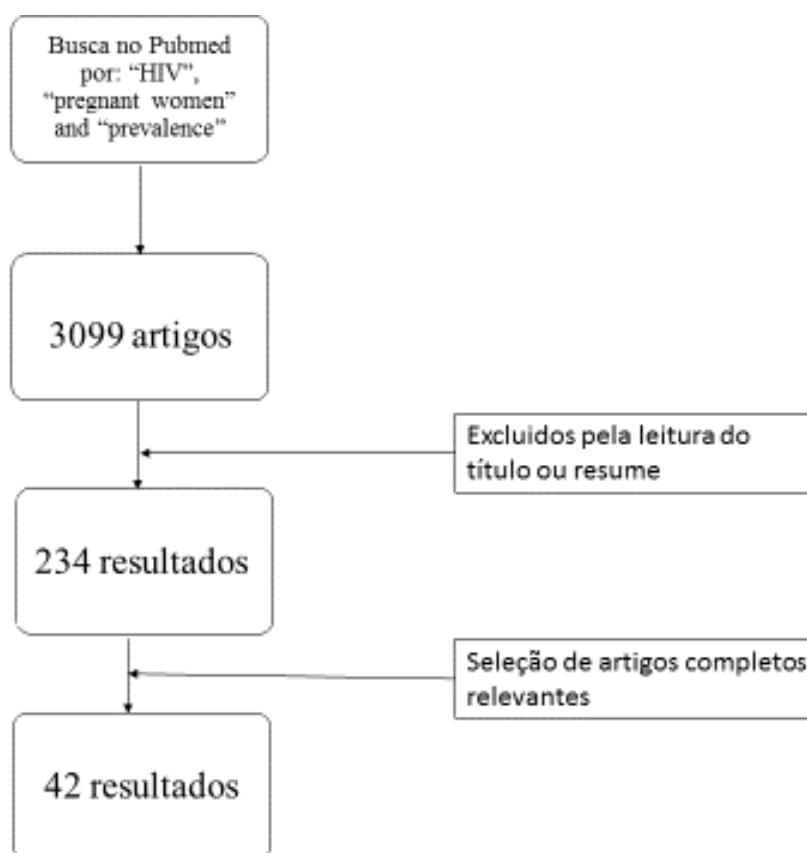 Busca no Pubmed
por: “HIV”,
“pregnant women”
and “prevalence”
3099 artigos
Excluidos pela leitura do
título ou resume
234 resultados
Seleção de artigos completos
relevantes
42 resultados